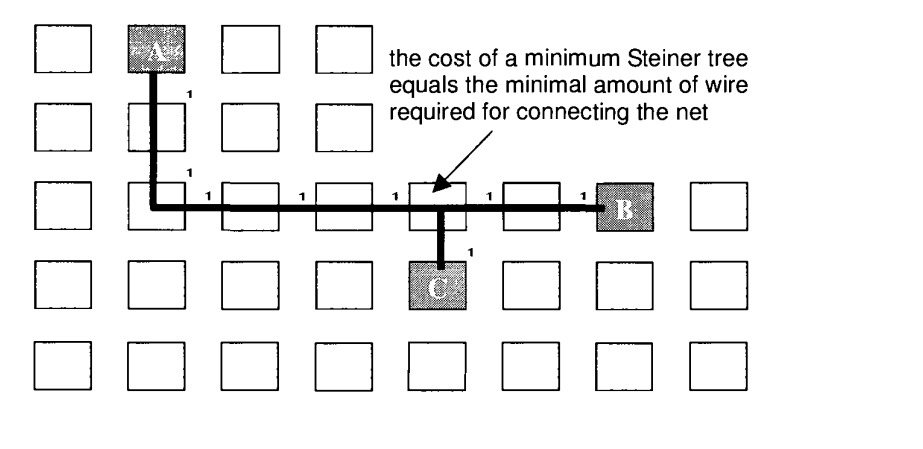 A
the cost of a minimum Steiner tree
equals the minimal amount of wire
required for connecting the net
1
1
1 1 1 1 1
B
1
C